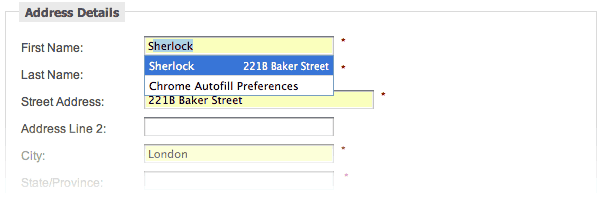 Address Details
First Name: Sherlock *
Sherlock 221B Baker Street
Last Name: *
Chrome Autofill Preferences
Street Address: 221B Baker Street *
Address Line 2:
City: London *
State/Province: *